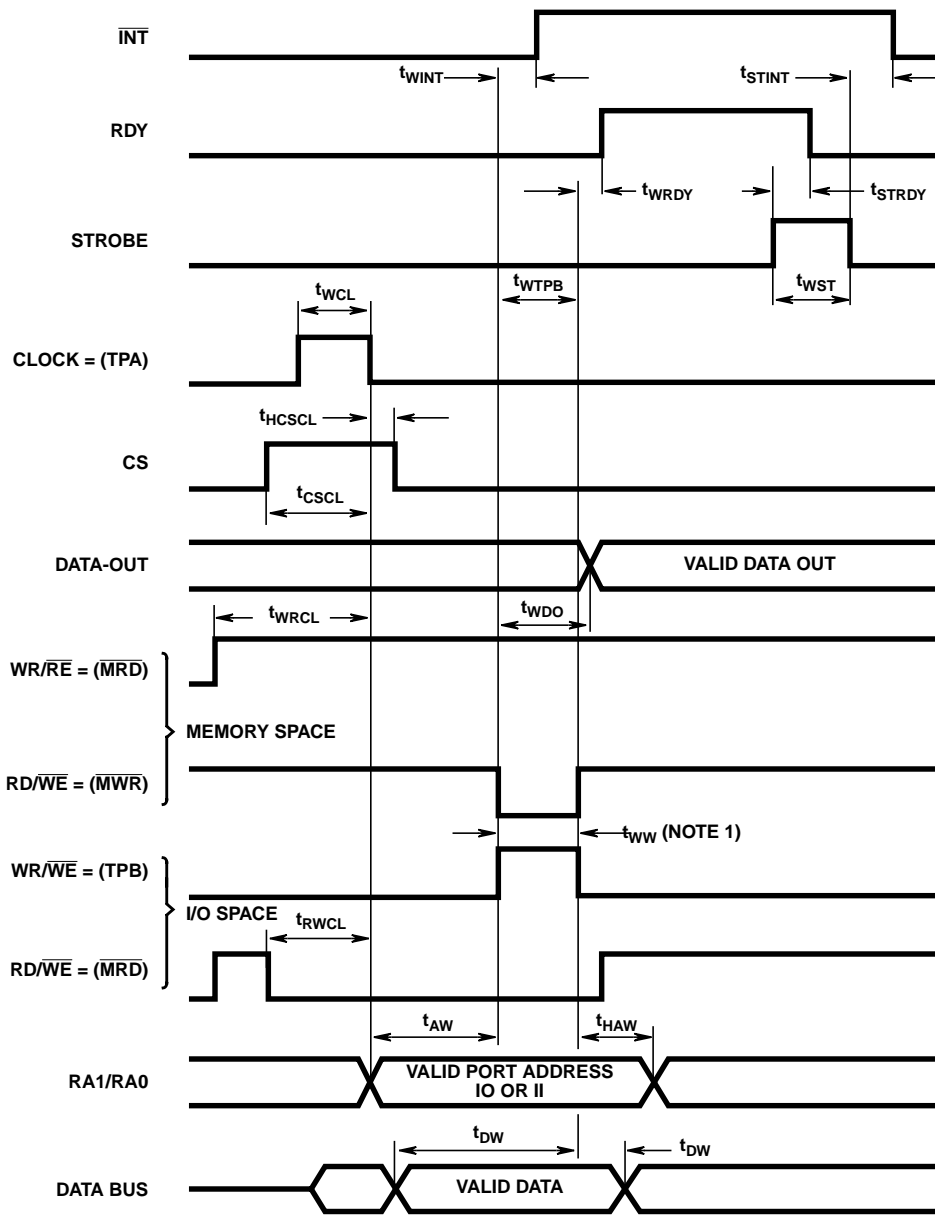 INT
tWINT
tSTINT
RDY
tWRDY
tSTRDY
STROBE
tWTPB
tWST
tWCL
CLOCK = (TPA)
tHCSCL
CS
tCSCL
DATA-OUT
VALID DATA OUT
tWRCL
tWDO
WR/RE = (MRD)
MEMORY SPACE
RD/WE = (MWR)
tWW (NOTE 1)
WR/WE = (TPB)
I/O SPACE
tRWCL
RD/WE = (MRD)
tAW
tHAW
RA1/RA0
VALID PORT ADDRESS
IO OR II
tDW
tDW
DATA BUS
VALID DATA